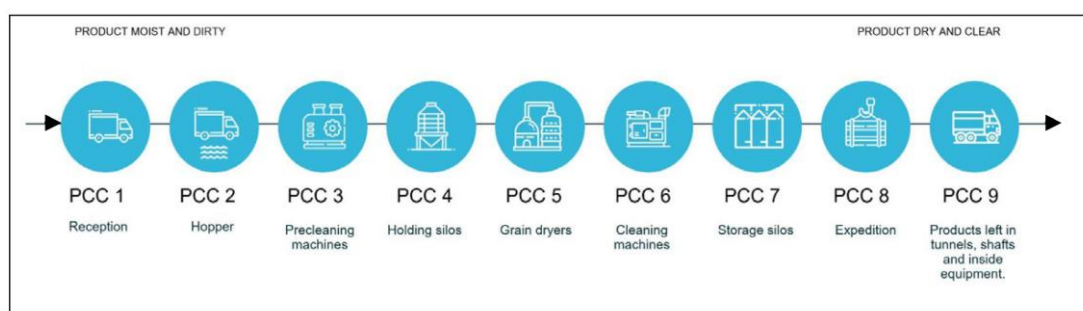 PRODUCT MOIST AND DIRTY
PRODUCT DRY AND CLEAR
PCC 1
PCC 2
PCC 3
PCC 4
PCC 5
PCC 6
PCC 7
PCC 8
PCC 9
Reception
Hopper
Precleaning
machines
Holding silos
Grain dryers
Cleaning
machines
Storage silos
Expedition
Products left in
tunnels, shafts
and inside
equipment.